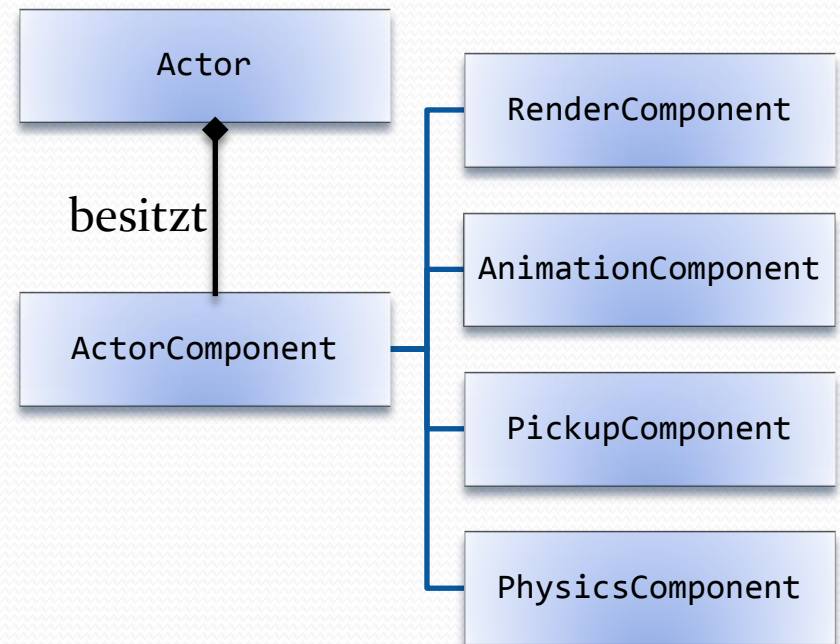 Actor
besitzt
ActorComponent
RenderComponent
AnimationComponent
PickupComponent
PhysicsComponent